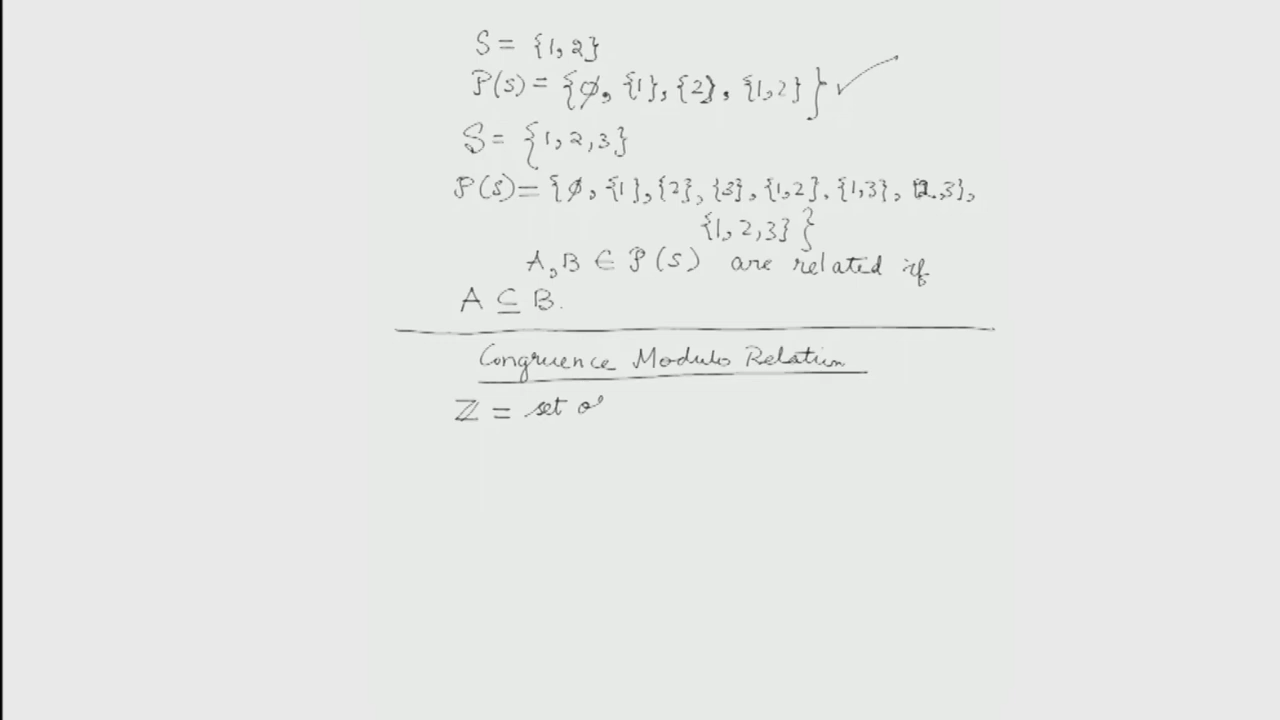 S = {1, 2}
P(S) = {ϕ, {1}, {2}, {1,2}} ✓
S = {1, 2, 3}
P(S) = {ϕ, {1}, {2}, {3}, {1,2}, {1,3}, {2,3},
{1, 2, 3}}
A, B ∈ P(S) are related if
A ⊆ B.
Congruence Modulo Relation
ℤ = set o